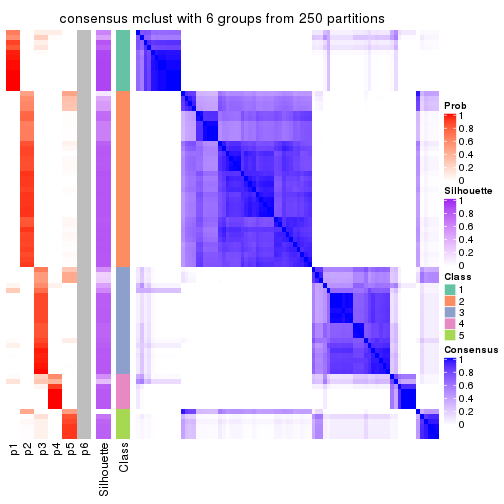 consensus mclust with 6 groups from 250 partitions
Prob
1
0.8
0.6
0.4
0.2
0
Silhouette
1
0.8
0.6
0.4
0.2
0
Class
1
2
3
4
5
Consensus
1
0.8
0.6
0.4
0.2
0
p1
p2
p3
p4
p5
p6
Silhouette
Class